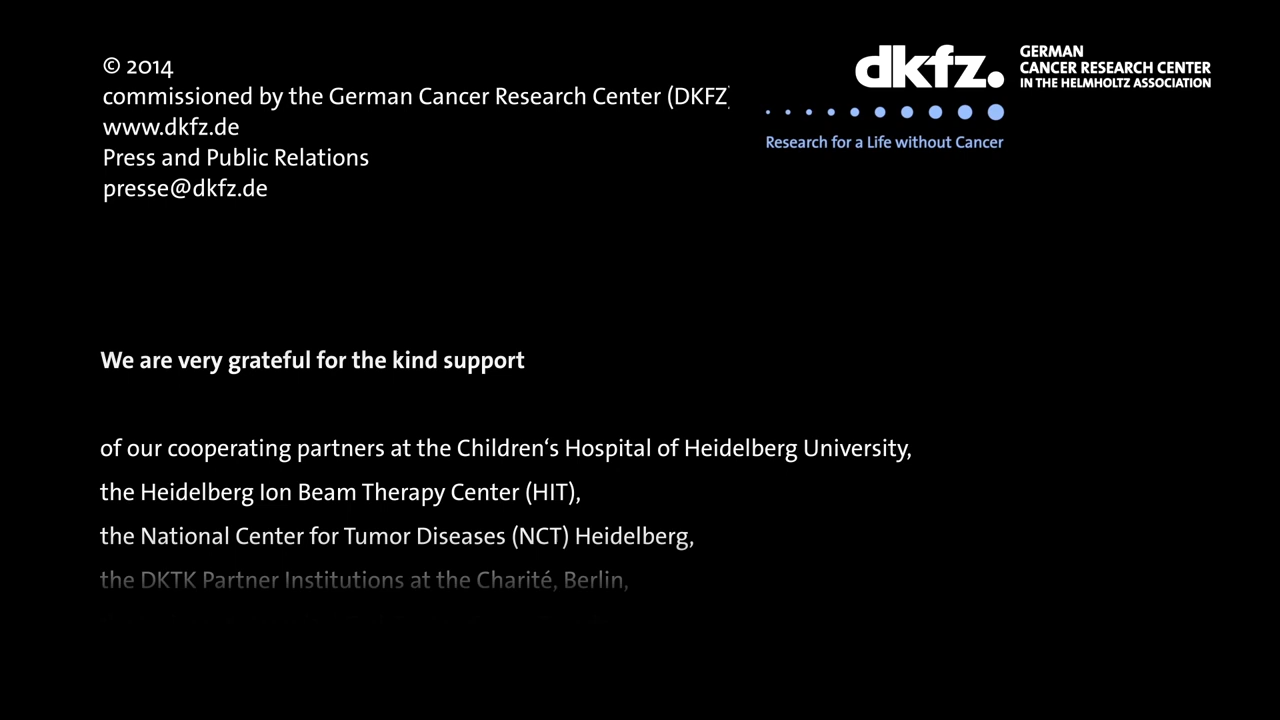 © 2014
commissioned by the German Cancer Research Center (DKFZ)
www.dkfz.de
Press and Public Relations
presse@dkfz.de
dkfz.
GERMAN
CANCER RESEARCH CENTER
IN THE HELMHOLTZ ASSOCIATION
Research for a Life without Cancer
We are very grateful for the kind support
of our cooperating partners at the Children‘s Hospital of Heidelberg University,
the Heidelberg Ion Beam Therapy Center (HIT),
the National Center for Tumor Diseases (NCT) Heidelberg,
the DKTK Partner Institutions at the Charité, Berlin,